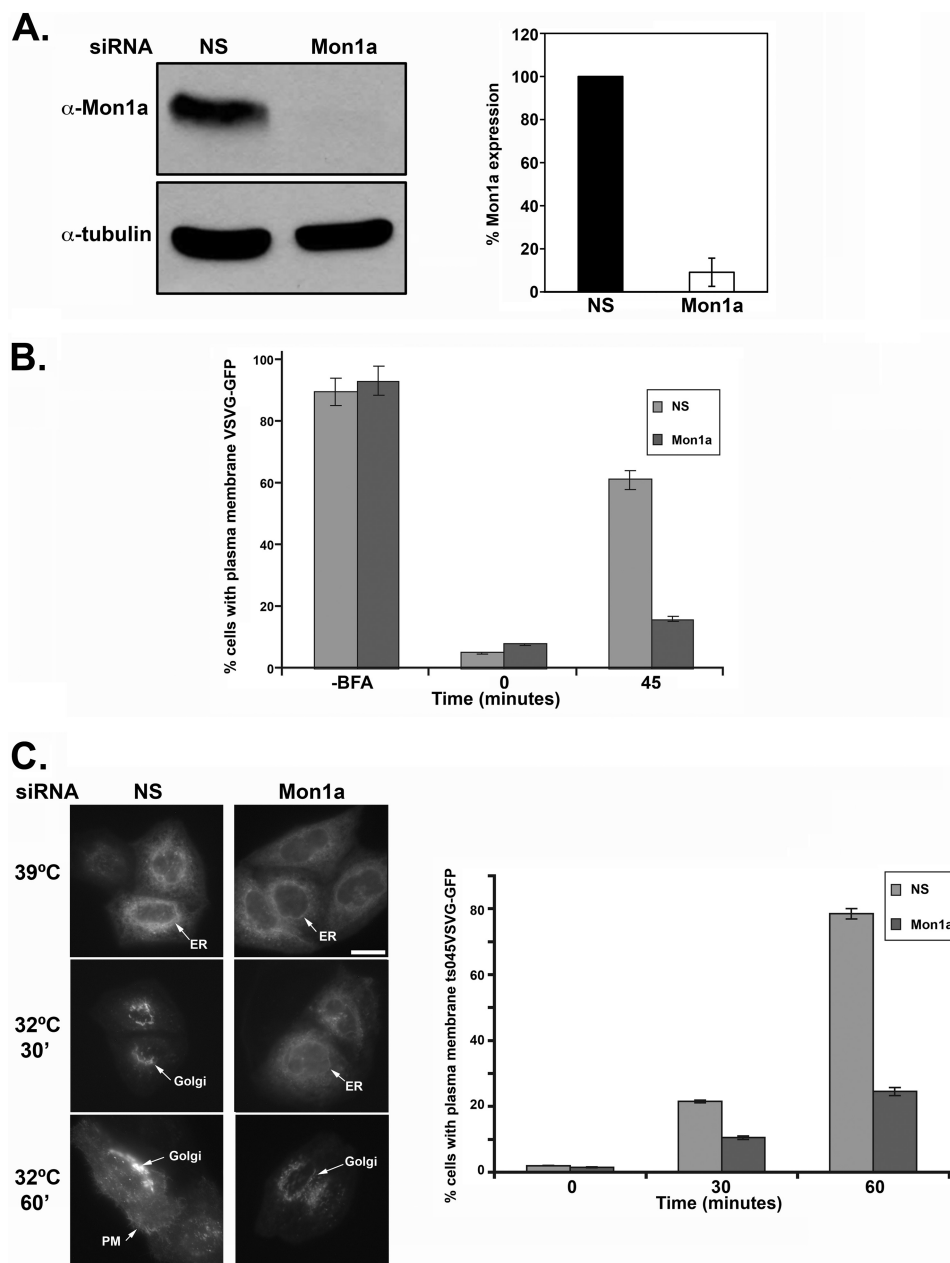 A.
siRNA NS Mon1a
α-Mon1a
α-tubulin
% Mon1a expression
120
100
80
60
40
20
0
NS Mon1a
B.
% cells with plasma membrane VSVG-GFP
100
80
60
40
20
0
NS
Mon1a
-BFA 0 45
Time (minutes)
C.
siRNA NS Mon1a
39ºC
ER
ER
32ºC
30’
Golgi
ER
32ºC
60’
Golgi
PM
Golgi
% cells with plasma membrane ts045VSVG-GFP
80
60
40
20
0
NS
Mon1a
0 30 60
Time (minutes)